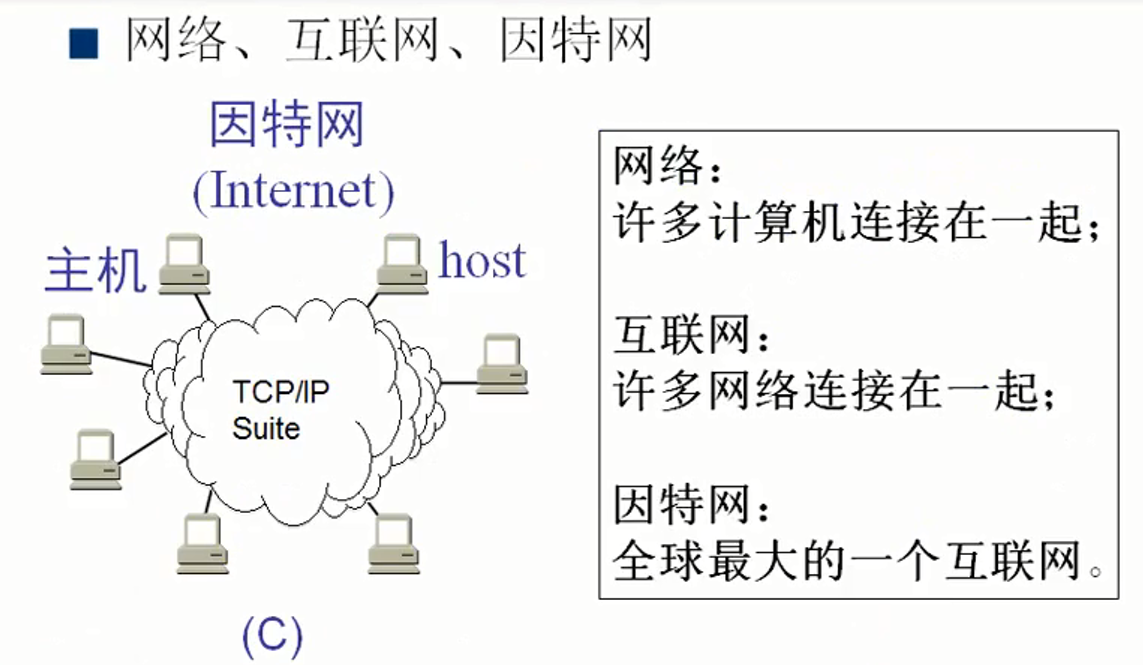 网络、互联网、因特网
因特网
(Internet)
主机
host
TCP/IP
Suite
(C)
网络：
许多计算机连接在一起；
互联网：
许多网络连接在一起；
因特网：
全球最大的一个互联网。